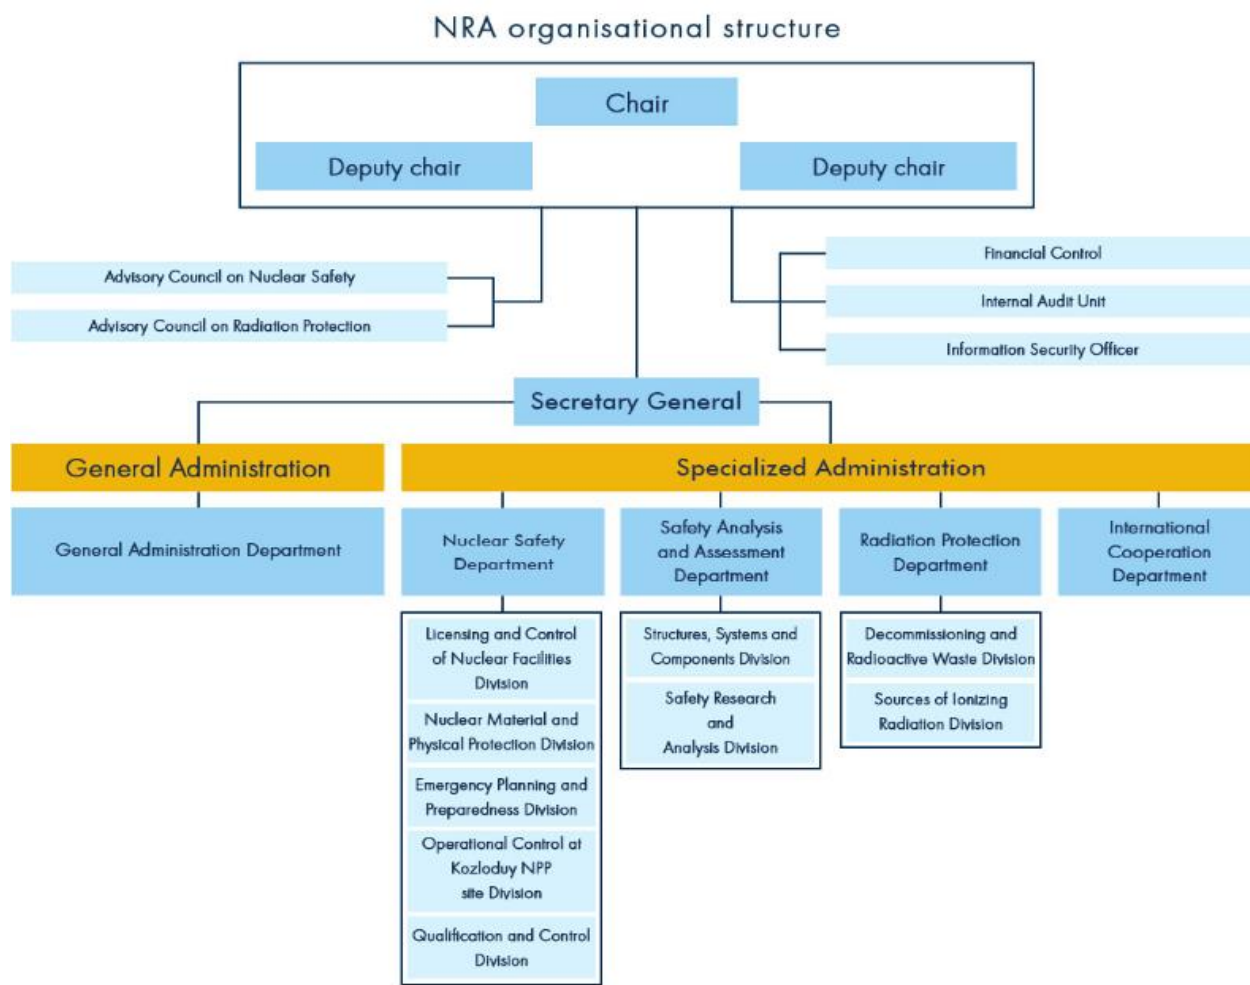 NRA organisational structure
Chair
Deputy chair
Deputy chair
Advisory Council on Nuclear Safety
Advisory Council on Radiation Protection
Financial Control
Internal Audit Unit
Information Security Officer
Secretary General
General Administration
Specialized Administration
General Administration Department
Nuclear Safety
Department
Safety Analysis
and Assessment
Department
Radiation Protection
Department
International
Cooperation
Department
Licensing and Control
of Nuclear Facilities
Division
Nuclear Material and
Physical Protection Division
Emergency Planning and
Preparedness Division
Operational Control at
Kozloduy NPP
site Division
Qualification and Control
Division
Structures, Systems and
Components Division
Safety Research
and
Analysis Division
Decommissioning and
Radioactive Waste Division
Sources of Ionizing
Radiation Division